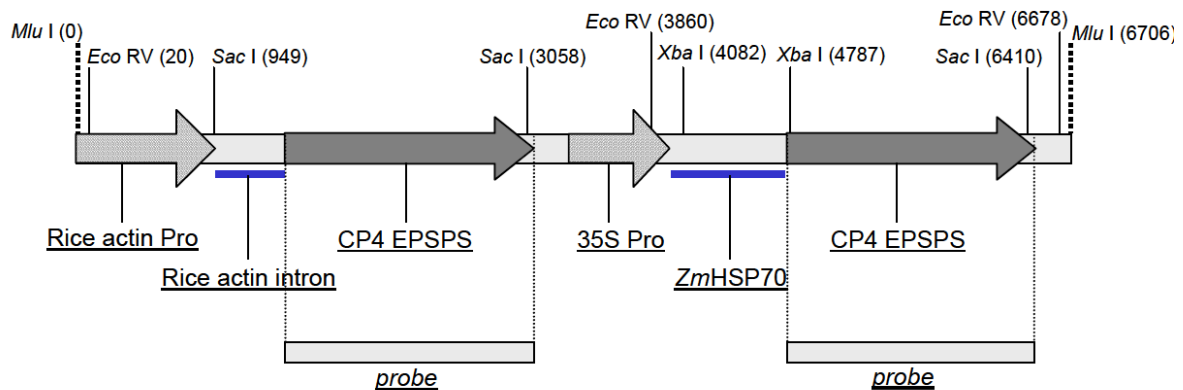 Mlu I (0)
Eco RV (20)
Sac I (949)
Sac I (3058)
Eco RV (3860)
Xba I (4082)
Xba I (4787)
Eco RV (6678)
Sac I (6410)
Mlu I (6706)
Rice actin Pro
CP4 EPSPS
35S Pro
CP4 EPSPS
Rice actin intron
ZmHSP70
probe
probe